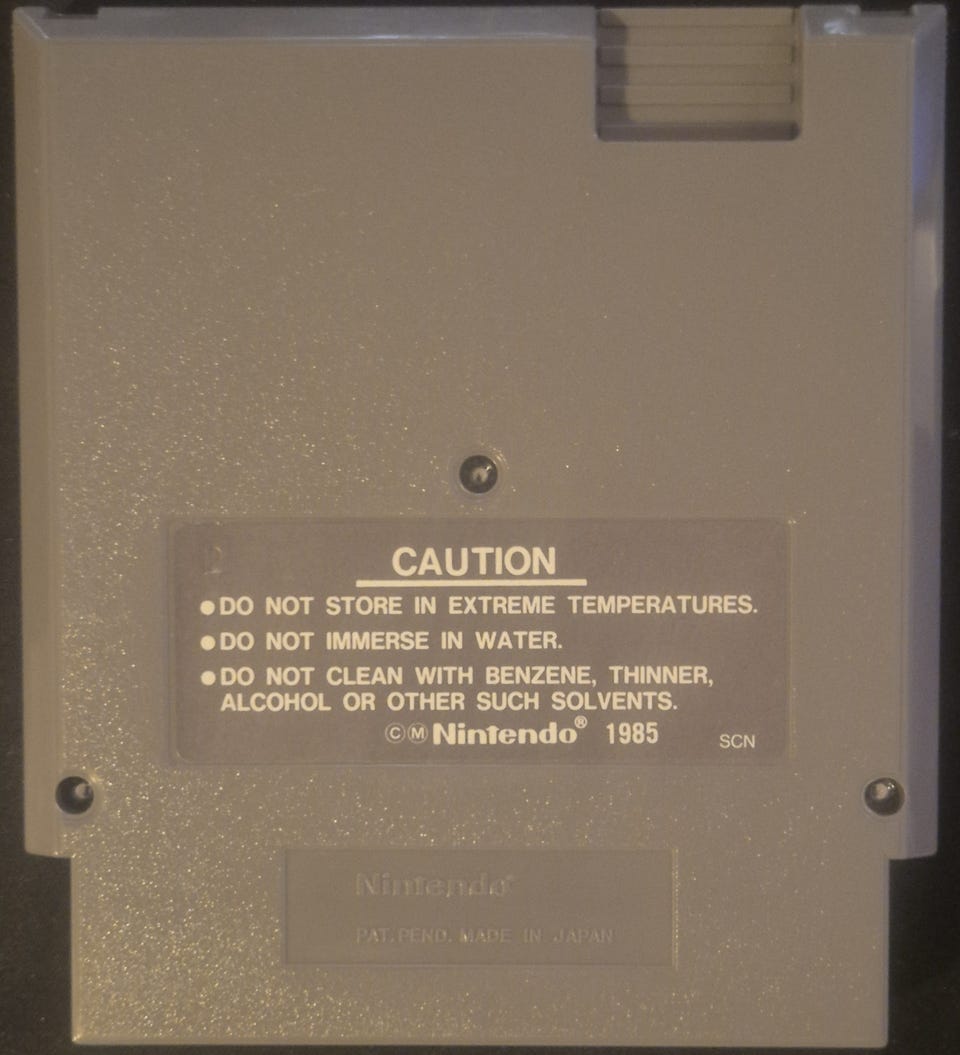 CAUTION
●DO NOT STORE IN EXTREME TEMPERATURES.
●DO NOT IMMERSE IN WATER.
●DO NOT CLEAN WITH BENZENE, THINNER,
ALCOHOL OR OTHER SUCH SOLVENTS.
ⒸⓂ Nintendo® 1985
SCN
Nintendo®
PAT. PEND. MADE IN JAPAN